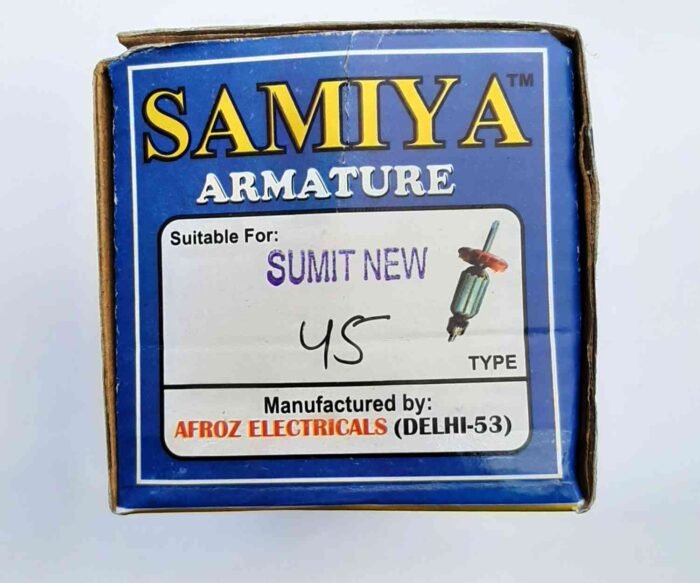 SAMIYA™
ARMATURE
Suitable For:
SUMIT NEW
45
TYPE
Manufactured by:
AFROZ ELECTRICALS (DELHI-53)